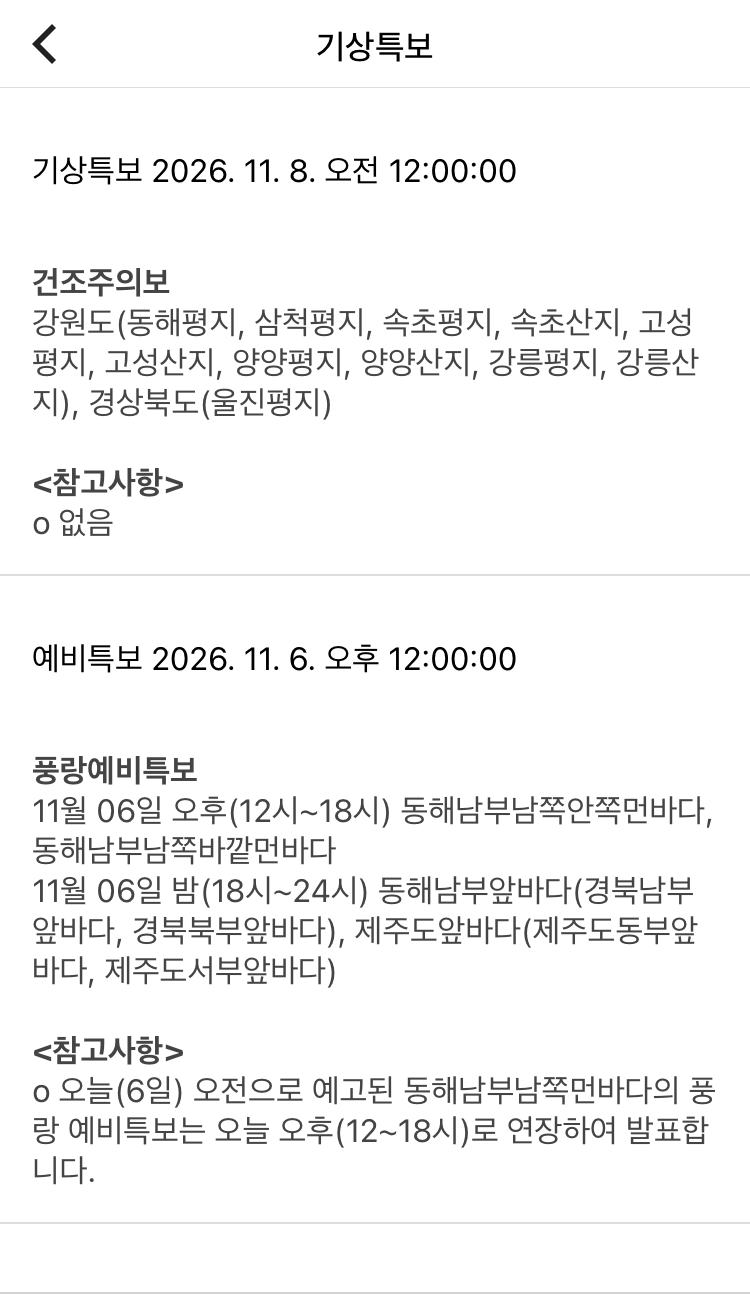 기상특보
기상특보 2026. 11. 8. 오전 12:00:00
건조주의보
강원도(동해평지, 삼척평지, 속초평지, 속초산지, 고성
평지, 고성산지, 양양평지, 양양산지, 강릉평지, 강릉산
지), 경상북도(울진평지)
<참고사항>
o 없음
예비특보 2026. 11. 6. 오후 12:00:00
풍랑예비특보
11월 06일 오후(12시~18시) 동해남부남쪽안쪽먼바다,
동해남부남쪽바깥먼바다
11월 06일 밤(18시~24시) 동해남부앞바다(경북남부
앞바다, 경북북부앞바다), 제주도앞바다(제주도동부앞
바다, 제주도서부앞바다)
<참고사항>
o 오늘(6일) 오전으로 예고된 동해남부남쪽먼바다의 풍
랑 예비특보는 오늘 오후(12~18시)로 연장하여 발표합
니다.